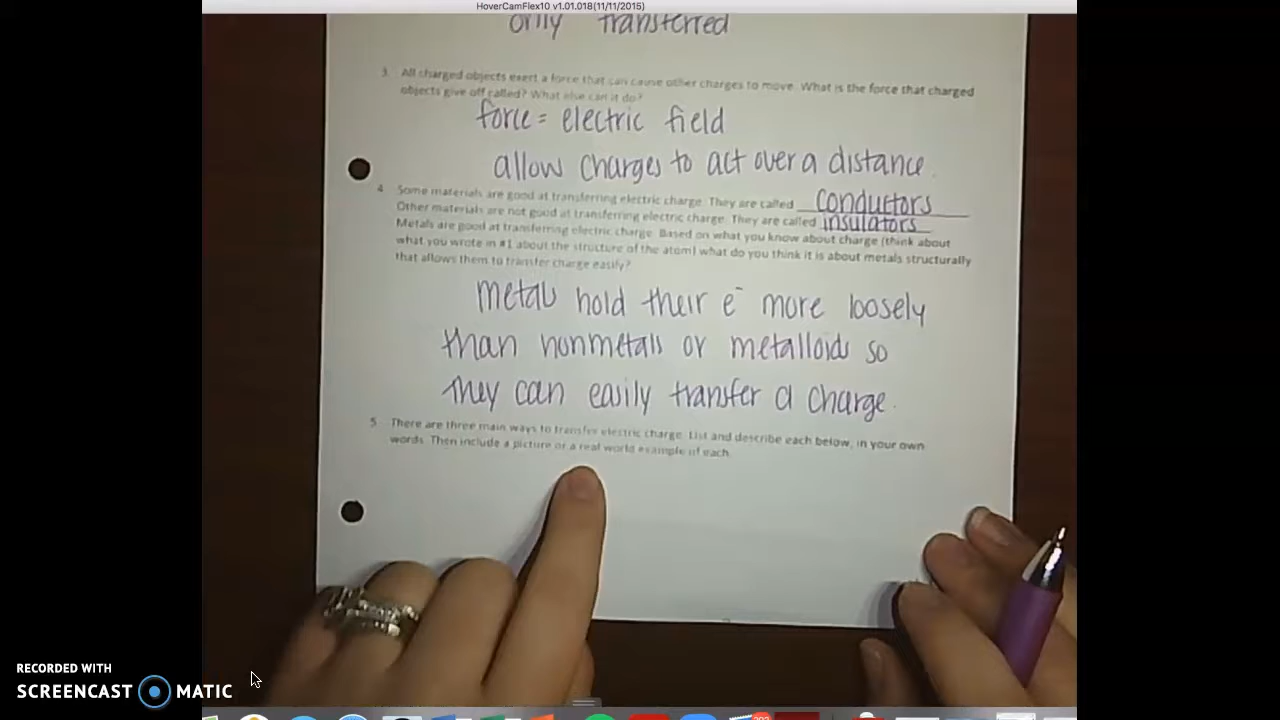 HoverCamFlex10 v1.01.018(11/11/2015)
only transferred
3. All charged objects exert a force that can cause other charges to move. What is the force that charged
objects give off called? What else can it do?
force = electric field
allow charges to act over a distance.
4. Some materials are good at transferring electric charge. They are called conductors
Other materials are not good at transferring electric charge. They are called insulators
Metals are good at transferring electric charge. Based on what you know about charge (think about
what you wrote in #1 about the structure of the atom) what do you think it is about metals structurally
that allows them to transfer charge easily?
metals hold their e⁻ more loosely
than nonmetals or metalloids so
they can easily transfer a charge.
5. There are three main ways to transfer electric charge. List and describe each below, in your own
words. Then include a picture or a real world example of each.
RECORDED WITH
SCREENCAST MATIC